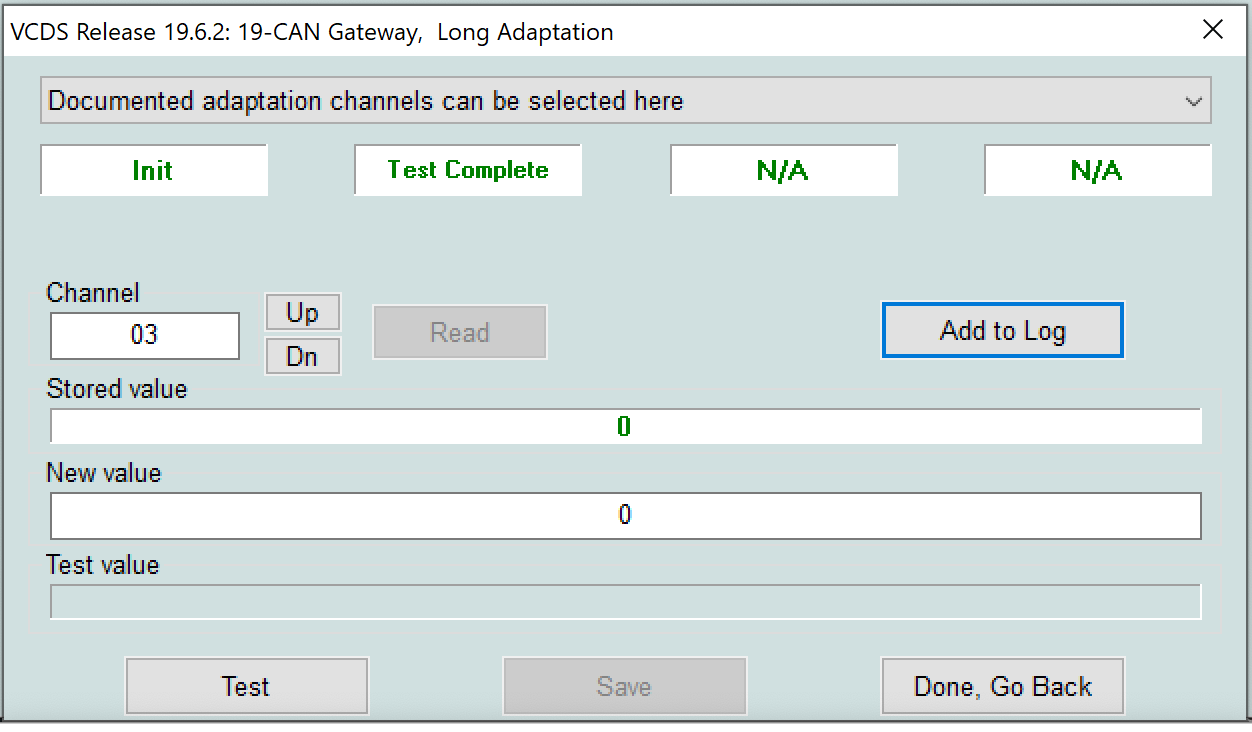 VCDS Release 19.6.2: 19-CAN Gateway,  Long Adaptation
Documented adaptation channels can be selected here
Init
Test Complete
N/A
N/A
Channel
03
Up
Dn
Read
Add to Log
Stored value
0
New value
0
Test value
Test
Save
Done, Go Back